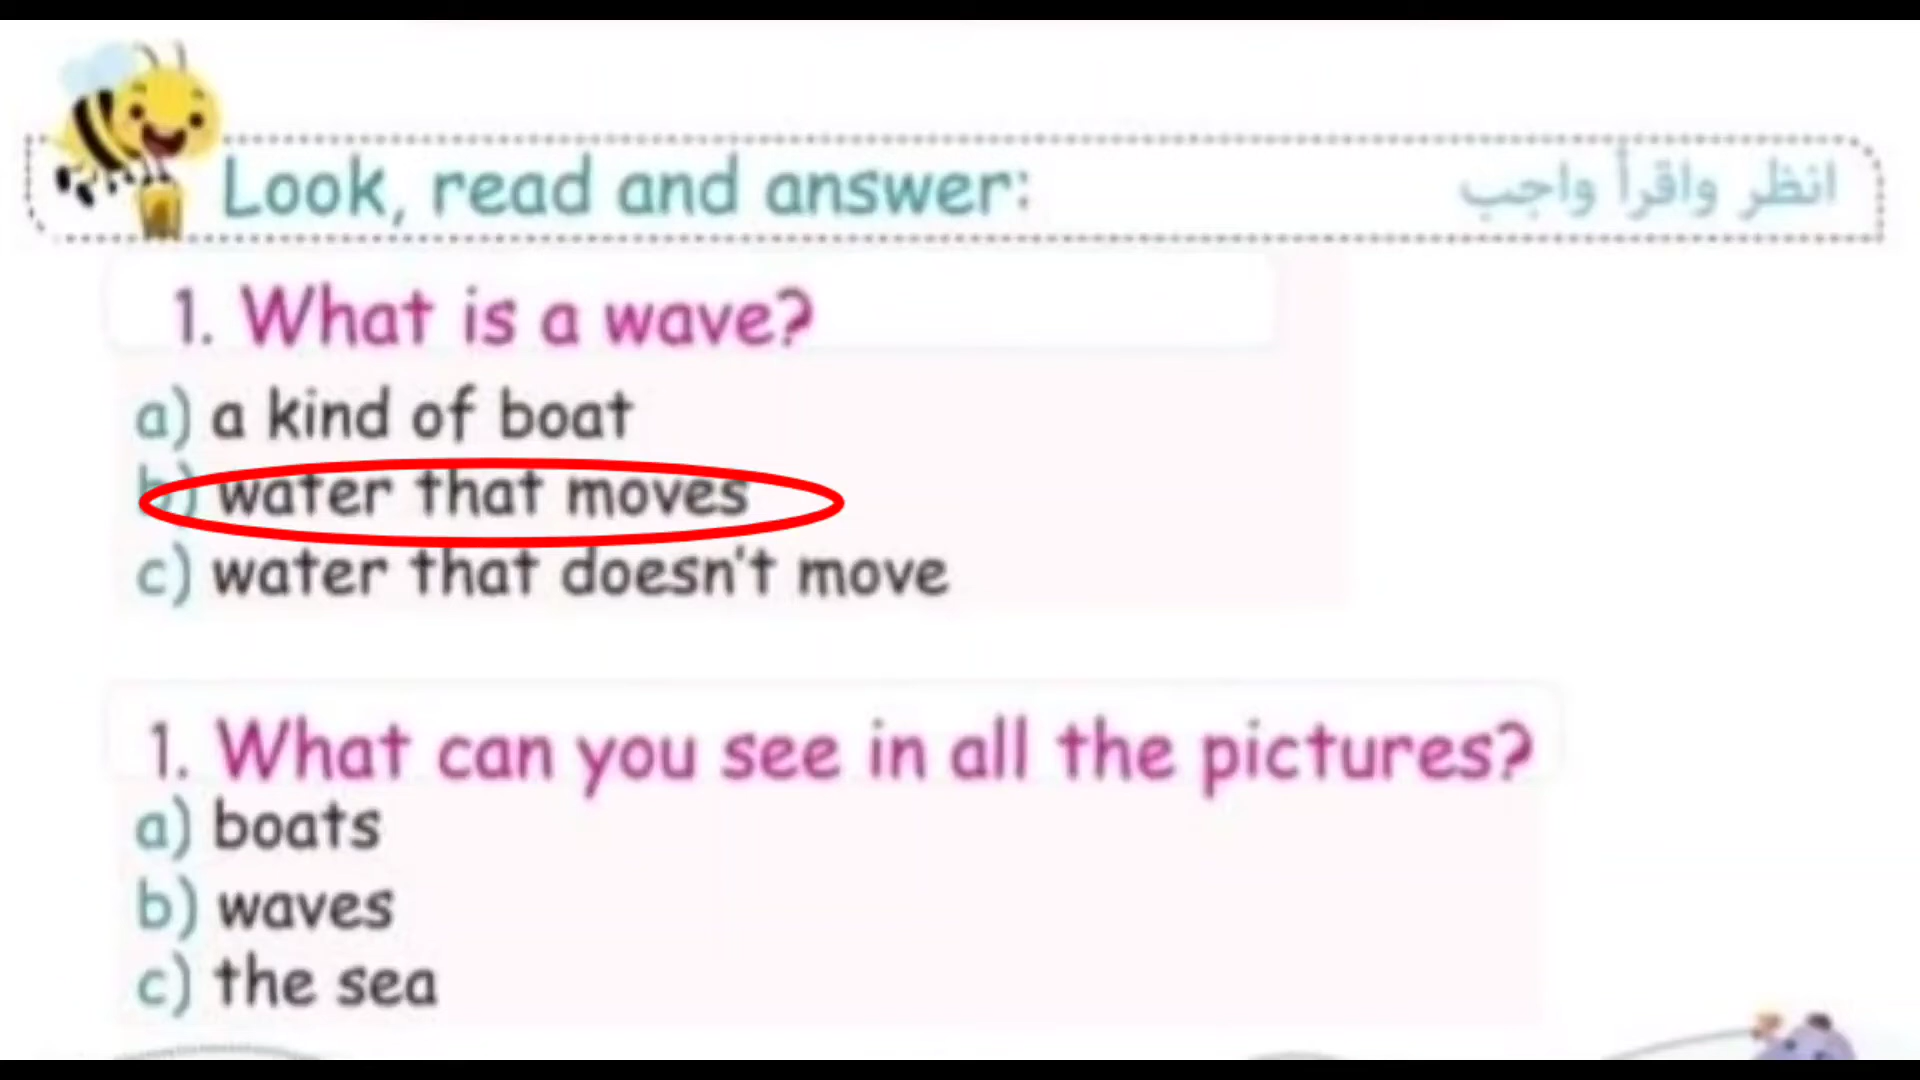 Look, read and answer:
انظر واقرأ واجب
1. What is a wave?
a) a kind of boat
b) water that moves
c) water that doesn't move
1. What can you see in all the pictures?
a) boats
b) waves
c) the sea